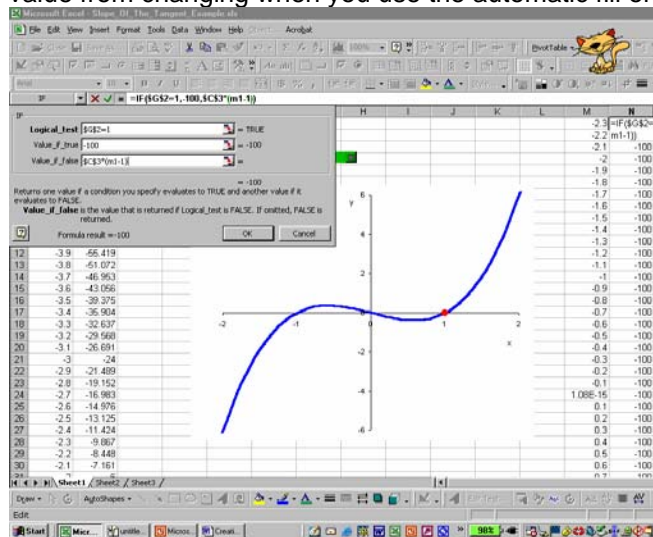 value from changing when you use the automatic fill or
Microsoft Excel - Slope_Of_The_Tangent_Example.xls
File Edit View Insert Format Tools Data Window Help Acrobat
100% PivotTable
Arial
IF =IF($G$2=1,-100,$C$3*(m1-1))
H I J K L M N
IF
Logical_test $G$2=1 = TRUE
Value_if_true -100 = -100
Value_if_false $C$3*(m1-1) =
= -100
Returns one value if a condition you specify evaluates to TRUE and another value if it
evaluates to FALSE.
Value_if_false is the value that is returned if Logical_test is FALSE. If omitted, FALSE is
returned.
Formula result =-100 OK Cancel
-2.3 =IF($G$2=
-2.2 m1-1))
-2.1 -100
-2 -100
-1.9 -100
-1.8 -100
-1.7 -100
-1.6 -100
-1.5 -100
-1.4 -100
-1.3 -100
12 -3.9 -55.419 -1.2 -100
13 -3.8 -51.072 -1.1 -100
14 -3.7 -46.953 -1 -100
15 -3.6 -43.056 -0.9 -100
16 -3.5 -39.375 -0.8 -100
17 -3.4 -36.904 -0.7 -100
18 -3.3 -32.637 -0.6 -100
19 -3.2 -29.568 -0.5 -100
20 -3.1 -26.691 -0.4 -100
21 -3 -24 -0.3 -100
22 -2.9 -21.489 -0.2 -100
23 -2.8 -19.152 -0.1 -100
24 -2.7 -16.983 1.08E-15 -100
25 -2.6 -14.976 0.1 -100
26 -2.5 -13.125 0.2 -100
27 -2.4 -11.424 0.3 -100
28 -2.3 -9.867 0.4 -100
29 -2.2 -8.448 0.5 -100
30 -2.1 -7.161 0.6 -100
0.7 -100
y 6
4
2
-2 -1 0 1 2
x
-2
-4
-6
Sheet1 Sheet2 Sheet3
Draw AutoShapes
Edit
Start Micr... untitle... Micros... Creati... 98%